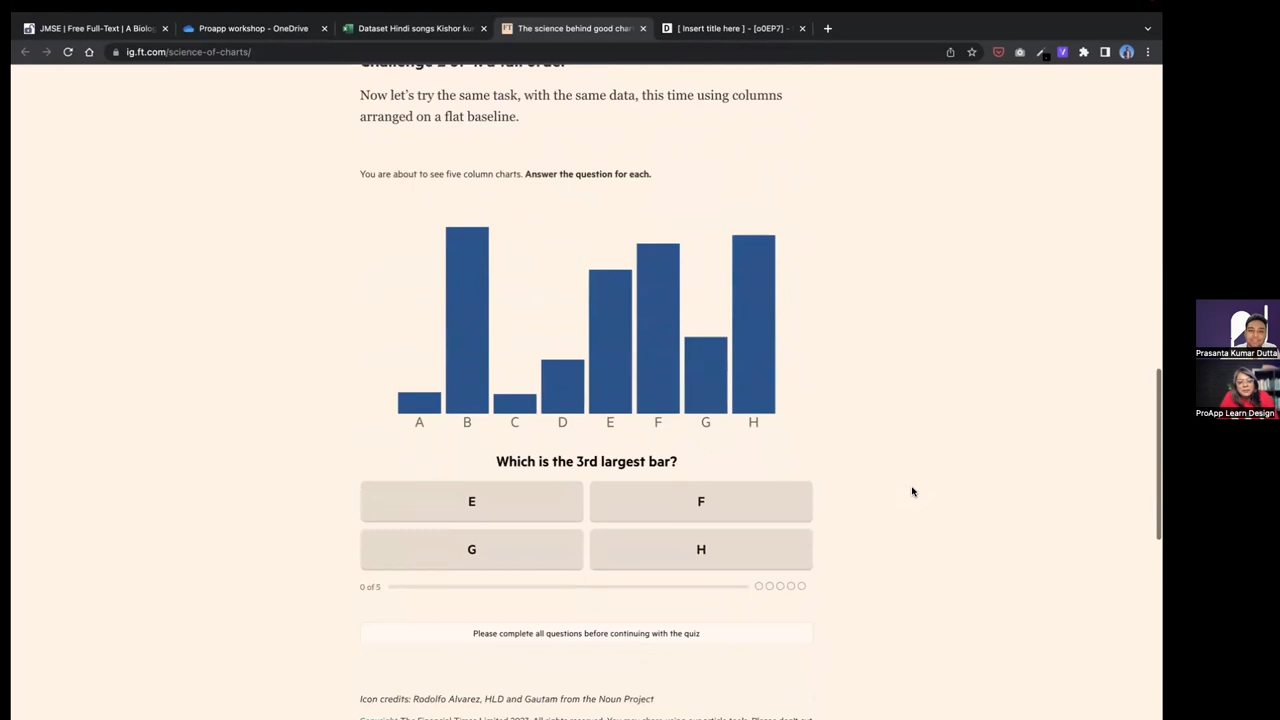 JMSE | Free Full-Text | A Biolog
Proapp workshop - OneDrive
Dataset Hindi songs Kishor kum
The science behind good char
[ Insert title here ] - [o0EP7] -
ig.ft.com/science-of-charts/
Now let's try the same task, with the same data, this time using columns
arranged on a flat baseline.
You are about to see five column charts. Answer the question for each.
A B C D E F G H
Which is the 3rd largest bar?
E F
G H
0 of 5
Please complete all questions before continuing with the quiz
Icon credits: Rodolfo Alvarez, HLD and Gautam from the Noun Project
Prasanta Kumar Dutta
ProApp Learn Design